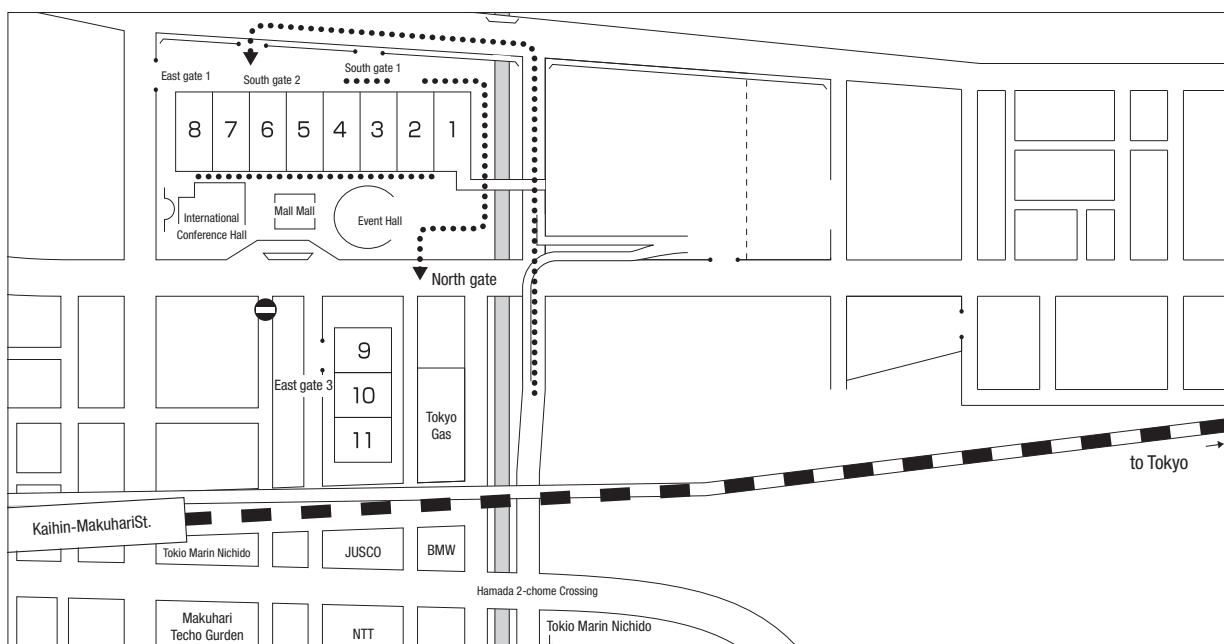 East gate 1
South gate 2
South gate 1
8 7 6 5 4 3 2 1
International
Conference Hall
Mall Mall
Event Hall
North gate
9
East gate 3
10
11
Tokyo
Gas
to Tokyo
Kaihin-MakuhariSt.
Tokio Marin Nichido
JUSCO
BMW
Hamada 2-chome Crossing
Makuhari
Techo Gurden
NTT
Tokio Marin Nichido